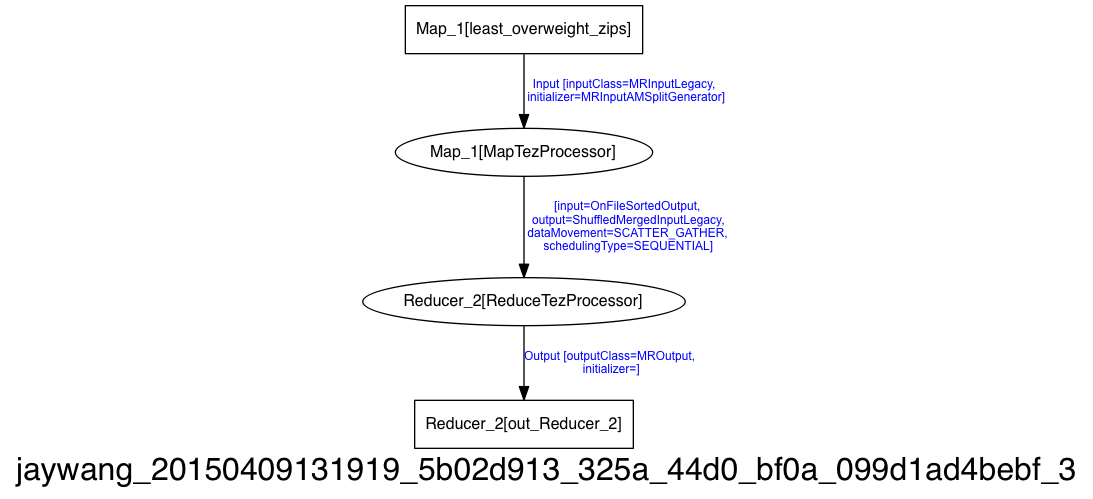 Map_1[least_overweight_zips]
Input [inputClass=MRInputLegacy,
initializer=MRInputAMSplitGenerator]
Map_1[MapTezProcessor]
[input=OnFileSortedOutput,
output=ShuffledMergedInputLegacy,
dataMovement=SCATTER_GATHER,
schedulingType=SEQUENTIAL]
Reducer_2[ReduceTezProcessor]
Output [outputClass=MROutput,
initializer=]
Reducer_2[out_Reducer_2]
jaywang_20150409131919_5b02d913_325a_44d0_bf0a_099d1ad4bebf_3